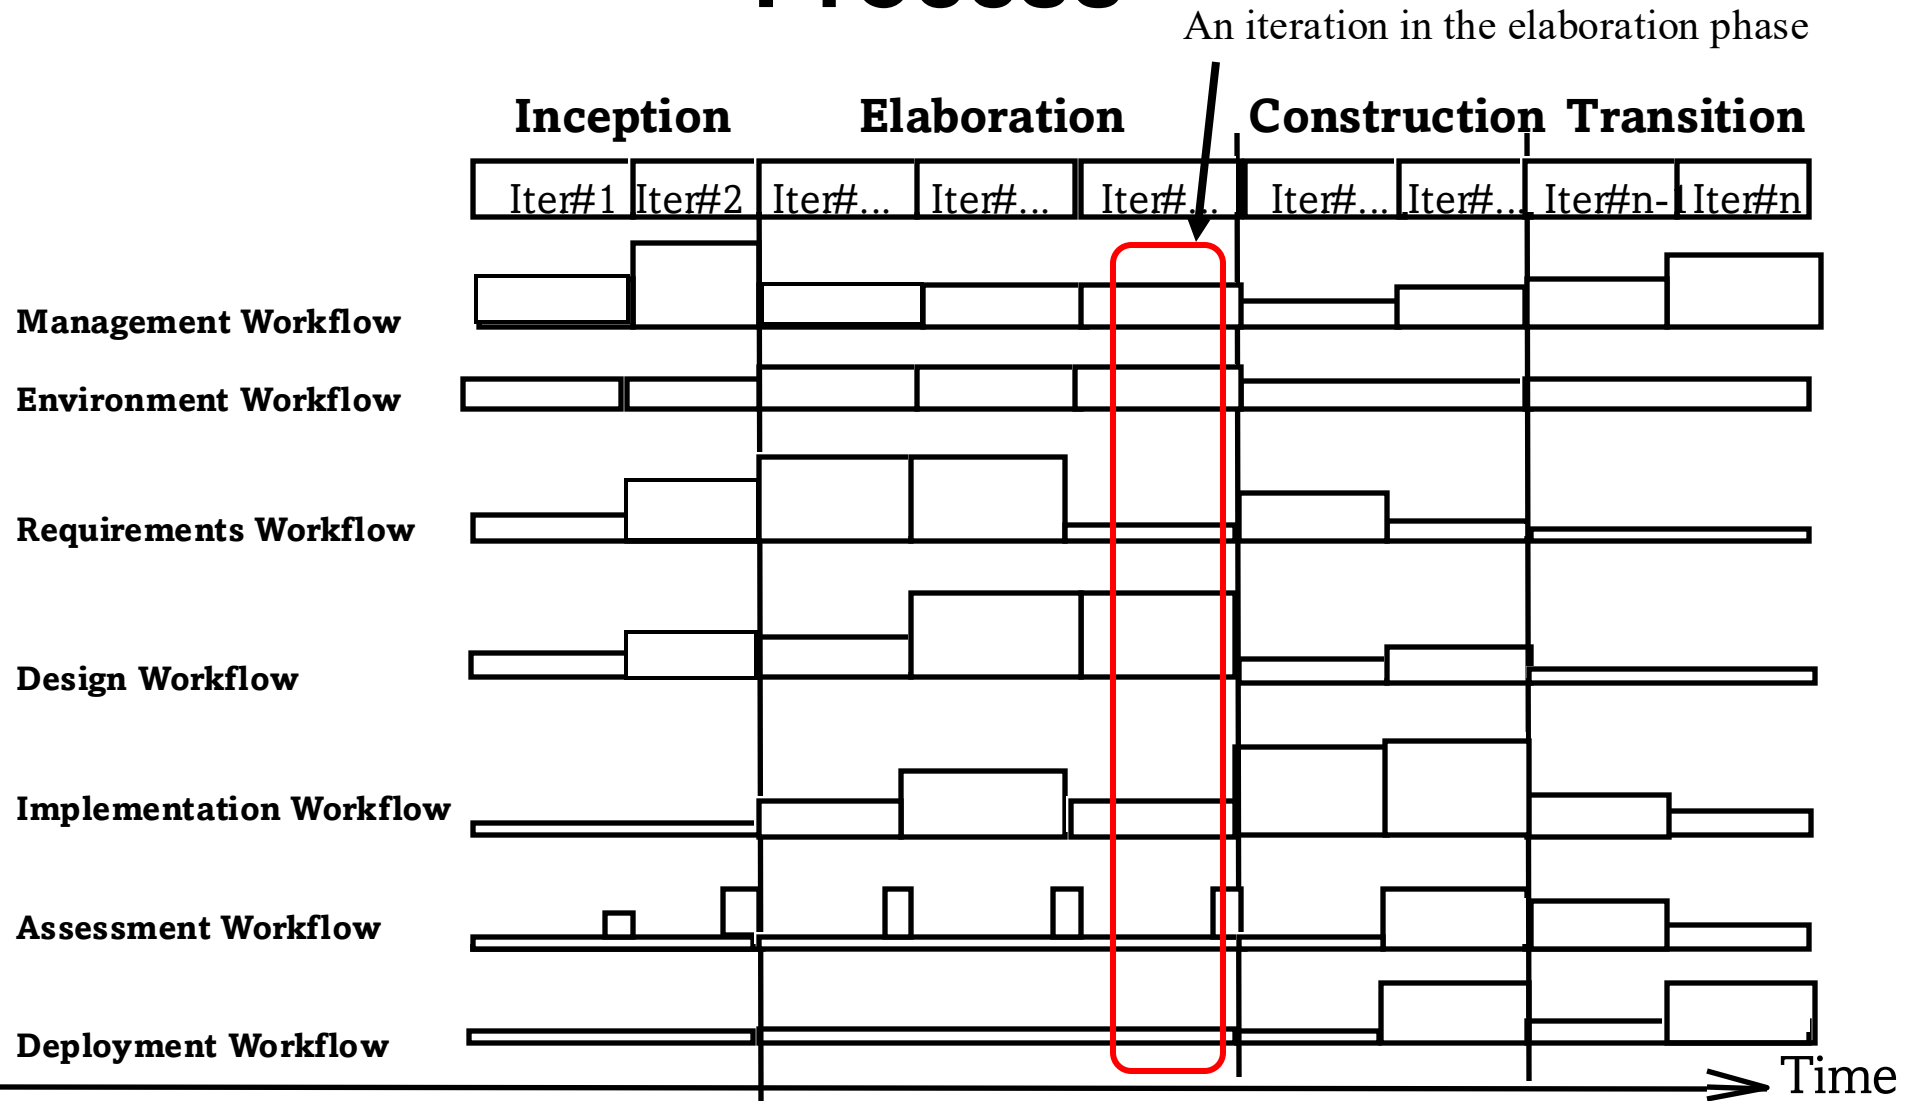 Process
An iteration in the elaboration phase
Inception Elaboration Construction Transition
Iter#1 Iter#2 Iter#... Iter#... Iter#... Iter#... Iter#... Iter#n-1 Iter#n
Management Workflow
Environment Workflow
Requirements Workflow
Design Workflow
Implementation Workflow
Assessment Workflow
Deployment Workflow
Time